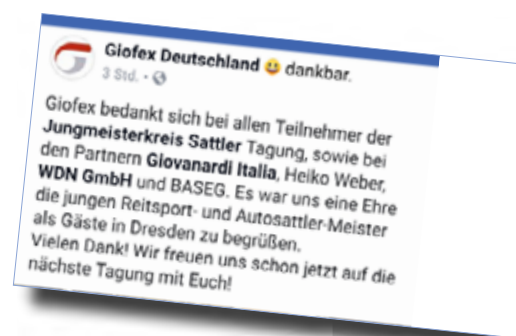 Giofex Deutschland 😃 dankbar.
3 Std. ·
Giofex bedankt sich bei allen Teilnehmer der
Jungmeisterkreis Sattler Tagung, sowie bei
den Partnern Giovanardi Italia, Heiko Weber,
WDN GmbH und BASEG. Es war uns eine Ehre
die jungen Reitsport- und Autosattler-Meister
als Gäste in Dresden zu begrüßen.
Vielen Dank! Wir freuen uns schon jetzt auf die
nächste Tagung mit Euch!